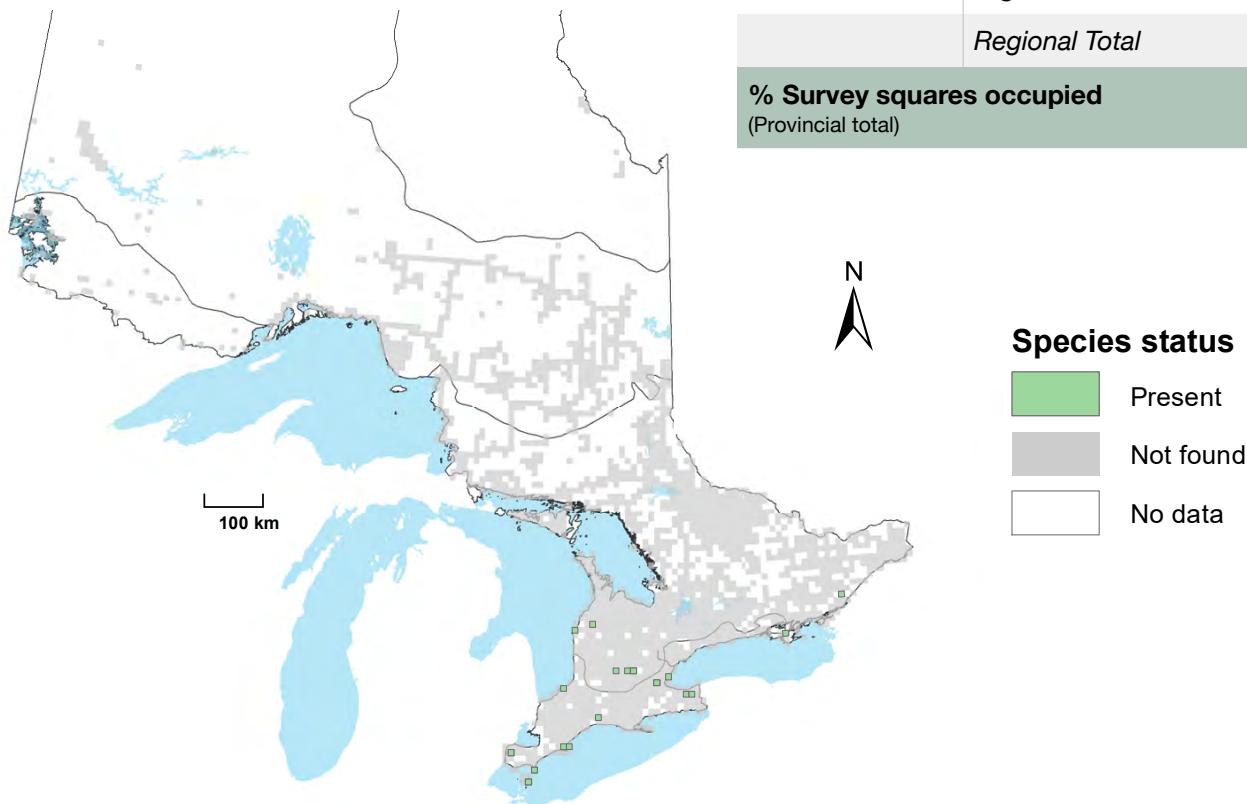 Regional Total
% Survey squares occupied
(Provincial total)
N
Species status
Present
Not found
No data
100 km